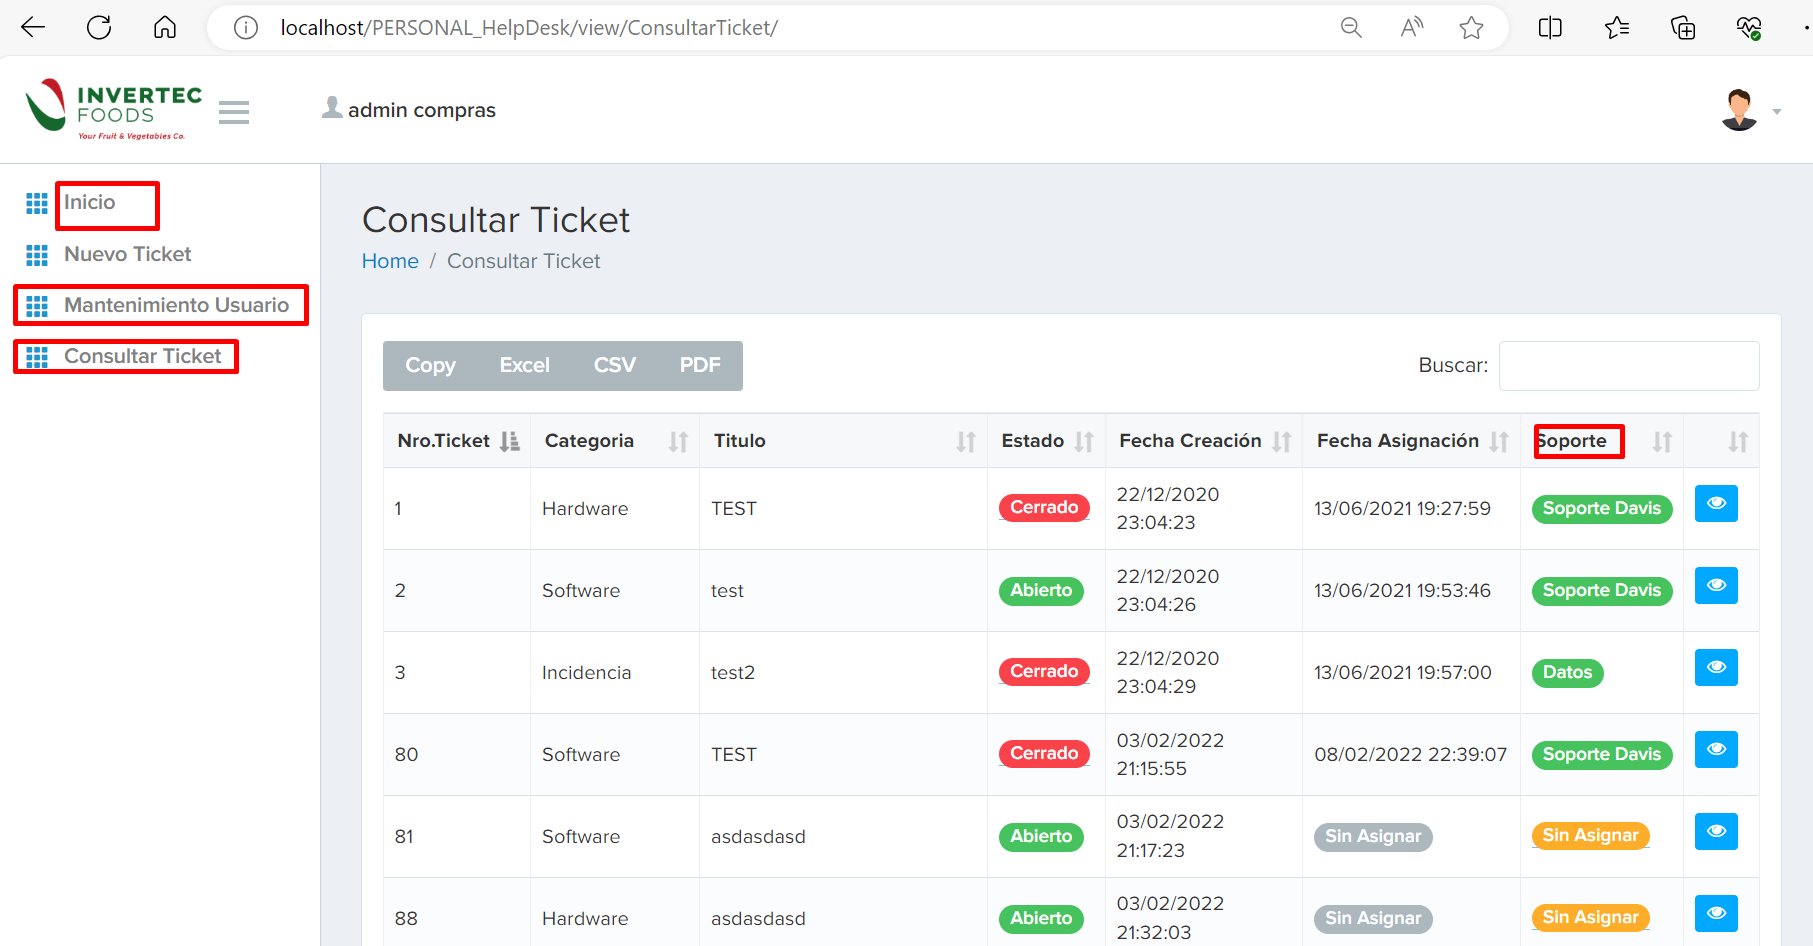 localhost/PERSONAL_HelpDesk/view/ConsultarTicket/
INVERTEC
FOODS
Your Fruit & Vegetables Co.
admin compras
Inicio
Nuevo Ticket
Mantenimiento Usuario
Consultar Ticket
Consultar Ticket
Home / Consultar Ticket
Copy Excel CSV PDF
Buscar:
Nro.Ticket Categoria Titulo Estado Fecha Creación Fecha Asignación Soporte
1 Hardware TEST Cerrado 22/12/2020 23:04:23 13/06/2021 19:27:59 Soporte Davis
2 Software test Abierto 22/12/2020 23:04:26 13/06/2021 19:53:46 Soporte Davis
3 Incidencia test2 Cerrado 22/12/2020 23:04:29 13/06/2021 19:57:00 Datos
80 Software TEST Cerrado 03/02/2022 21:15:55 08/02/2022 22:39:07 Soporte Davis
81 Software asdasdasd Abierto 03/02/2022 21:17:23 Sin Asignar Sin Asignar
88 Hardware asdasdasd Abierto 03/02/2022 21:32:03 Sin Asignar Sin Asignar